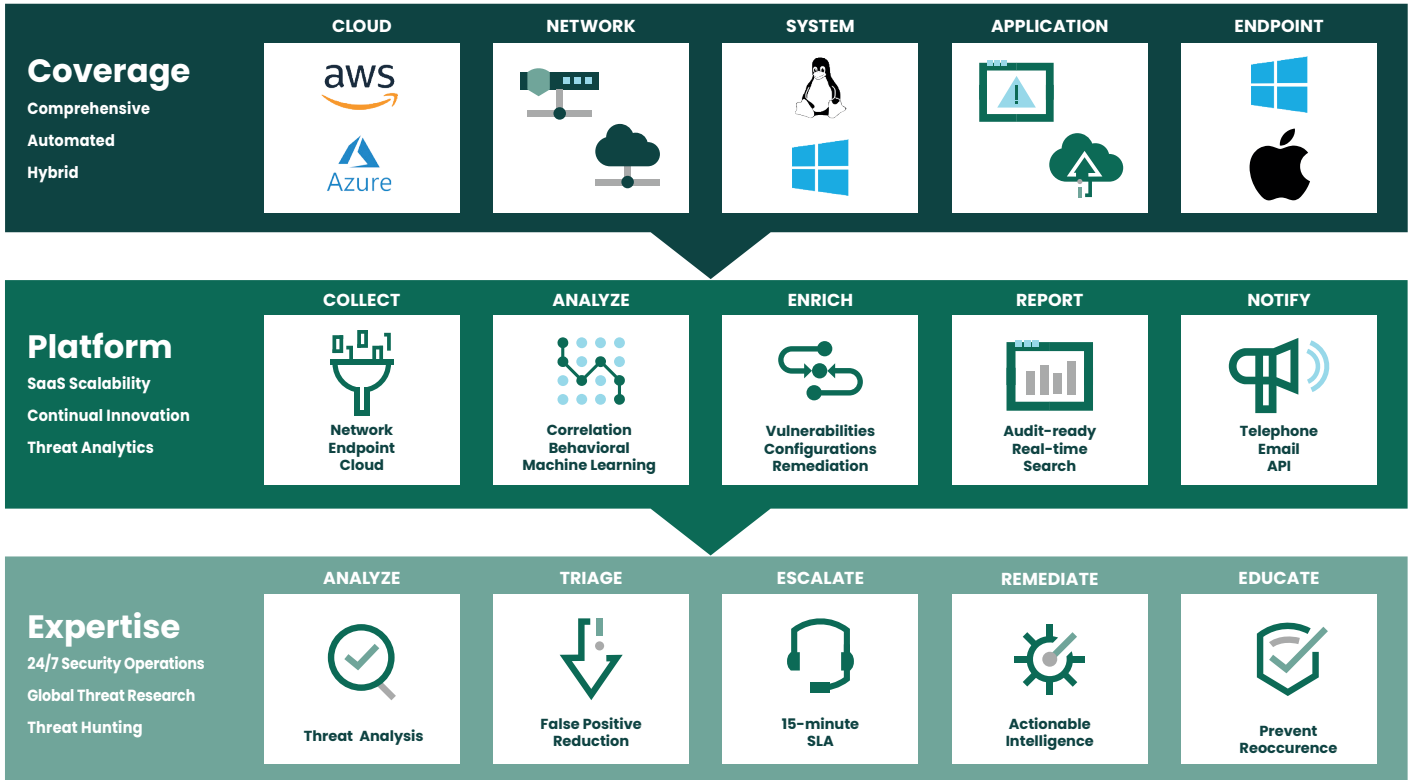 CLOUD
NETWORK
SYSTEM
APPLICATION
ENDPOINT
Coverage
Comprehensive
Automated
Hybrid
aws
Azure
COLLECT
ANALYZE
ENRICH
REPORT
NOTIFY
Platform
SaaS Scalability
Continual Innovation
Threat Analytics
Network
Endpoint
Cloud
Correlation
Behavioral
Machine Learning
Vulnerabilities
Configurations
Remediation
Audit-ready
Real-time
Search
Telephone
Email
API
ANALYZE
TRIAGE
ESCALATE
REMEDIATE
EDUCATE
Expertise
24/7 Security Operations
Global Threat Research
Threat Hunting
Threat Analysis
False Positive
Reduction
15-minute
SLA
Actionable
Intelligence
Prevent
Reoccurence